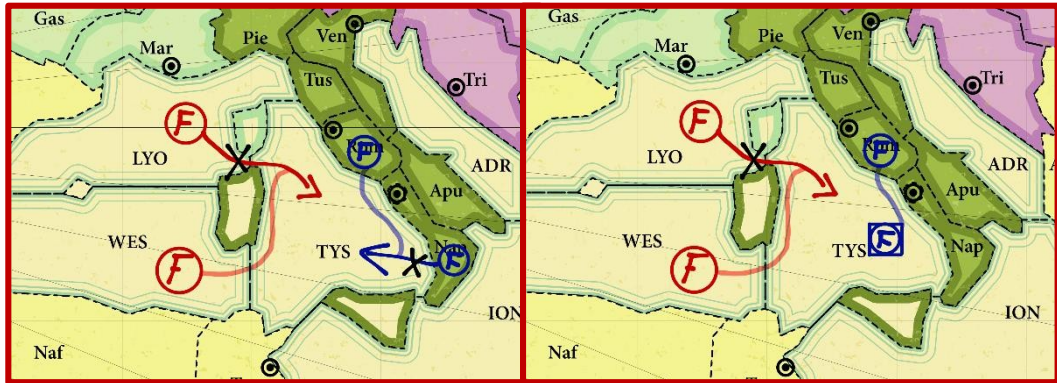 Gas
Mar
Pie
Ven
Tus
Tri
F
Rom
F
LYO
ADR
Apu
WES
F
TYS
Nap
F
ION
Naf
T
Gas
Mar
Pie
Ven
Tus
Tri
F
Rom
F
LYO
ADR
Apu
WES
F
TYS
F
Nap
ION
Naf
T